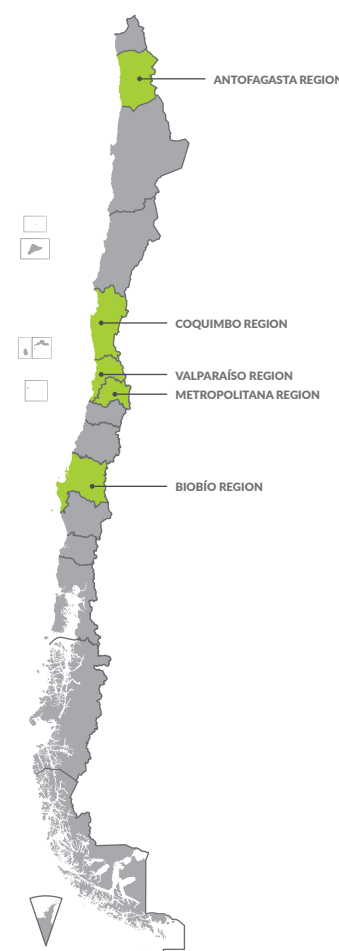 ANTOFAGASTA REGION
COQUIMBO REGION
VALPARAÍSO REGION
METROPOLITANA REGION
BIOBÍO REGION